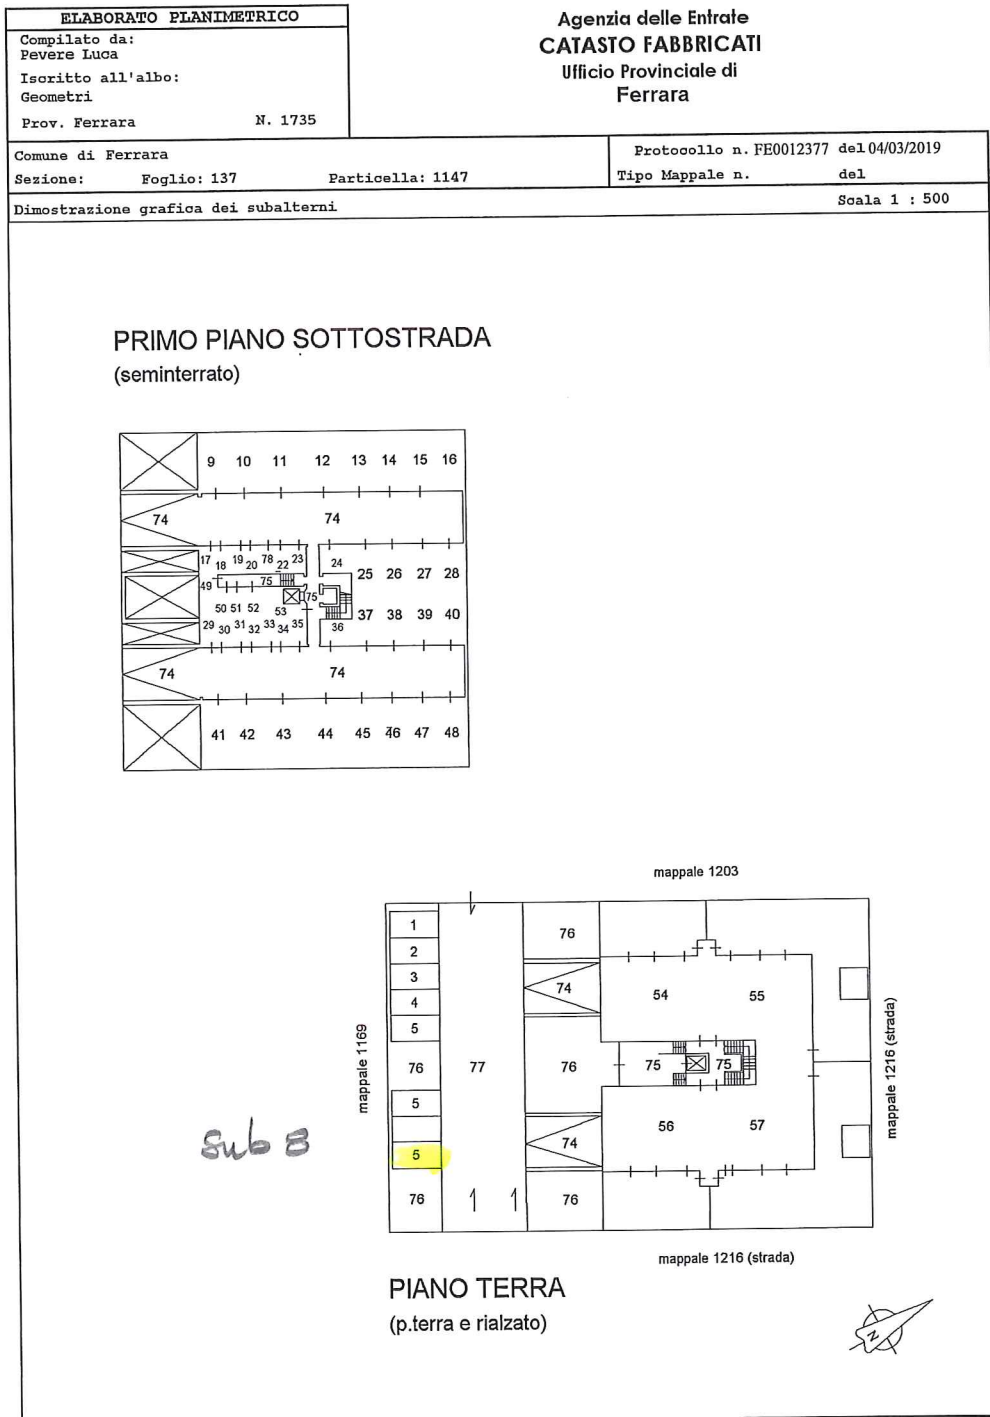 ELABORATO PLANIMETRICO
Compilato da:
Pevere Luca
Iscritto all'albo:
Geometri
Prov. Ferrara N. 1735
Agenzia delle Entrate
CATASTO FABBRICATI
Ufficio Provinciale di
Ferrara
Comune di Ferrara
Sezione: Foglio: 137 Particella: 1147
Protocollo n. FE0012377 del 04/03/2019
Tipo Mappale n. del
Dimostrazione grafica dei subalterni
Scala 1 : 500
PRIMO PIANO SOTTOSTRADA
(seminterrato)
9 10 11 12 13 14 15 16
74 74
17 18 19 20 78 22 23 24
25 26 27 28
49 75 75
50 51 52 53
37 38 39 40
29 30 31 32 33 34 35 36
74 74
41 42 43 44 45 46 47 48
mappale 1203
1
2
3
4
5
76
5
5
76
77
76
74
76
74
76
54 55
75 75
56 57
mappale 1169
mappale 1216 (strada)
sub 8
mappale 1216 (strada)
PIANO TERRA
(p.terra e rialzato)
N